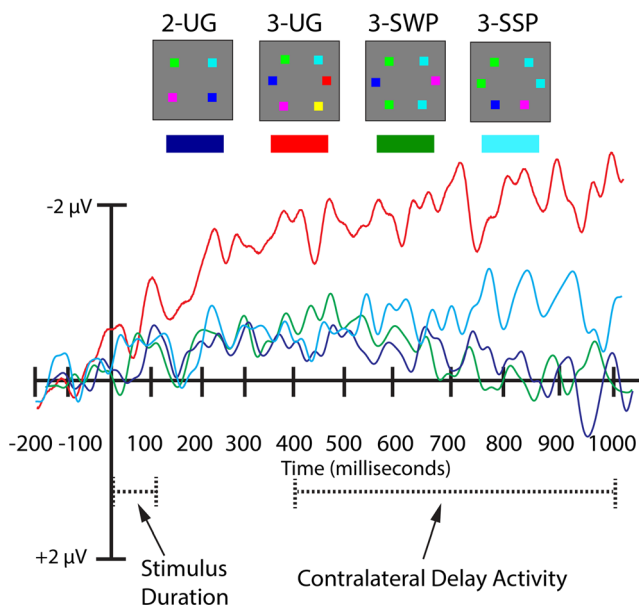 2-UG 3-UG 3-SWP 3-SSP
-2 μV
-200 -100 100 200 300 400 500 600 700 800 900 1000
Time (milliseconds)
+2 μV
Stimulus
Duration
Contralateral Delay Activity